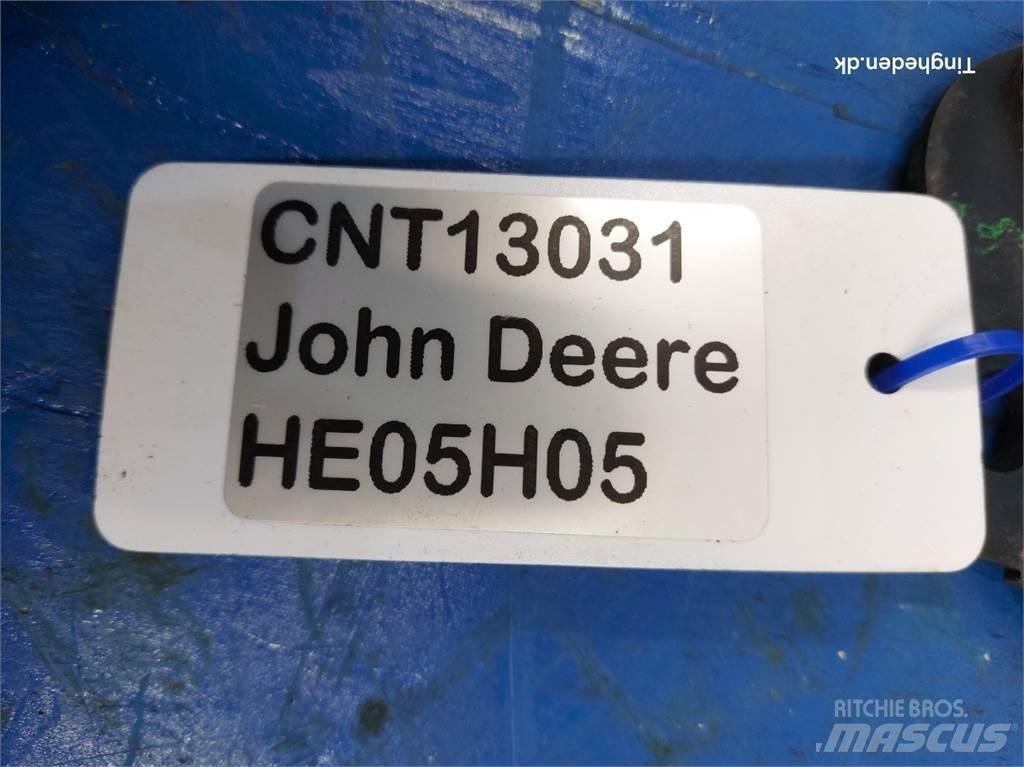 Tingheden.dk
CNT13031
John Deere
HE05H05
RITCHIE BROS.
MASCUS